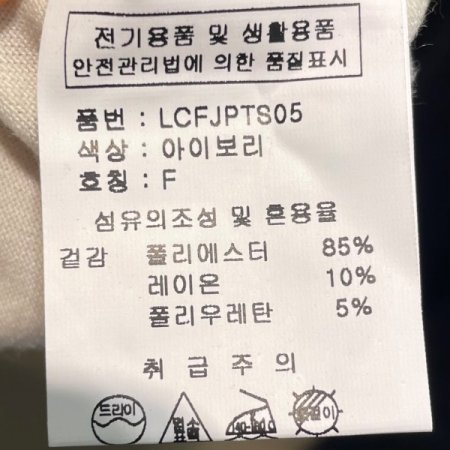 전기용품 및 생활용품
안전관리법에 의한 품질표시
품번 : LCFJPTS05
색상 : 아이보리
호칭 : F
섬유의조성 및 혼용율
겉감 폴리에스터 85%
레이온 10%
폴리우레탄 5%
취급주의
드라이